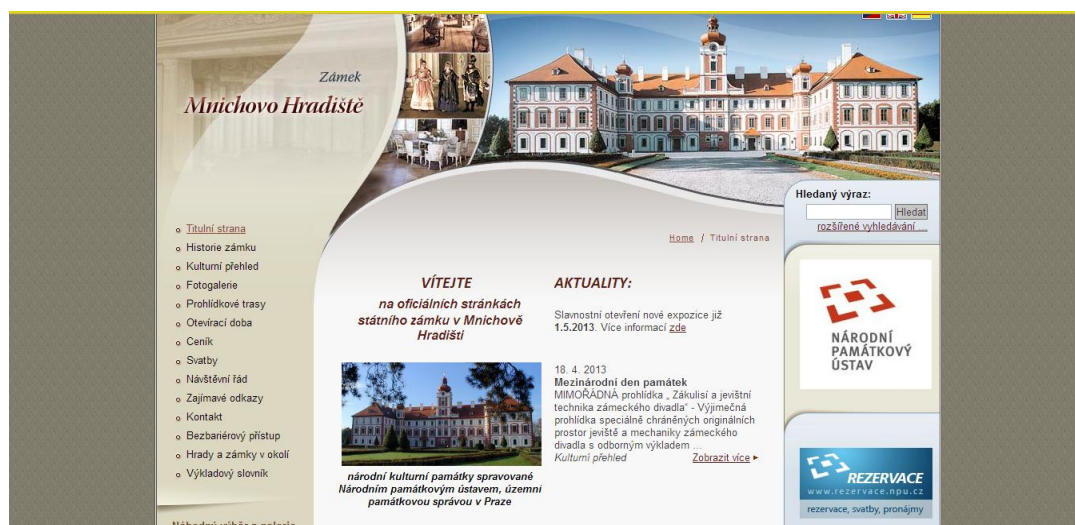 Zámek
Mnichovo Hradiště
Titulní strana
Historie zámku
Kulturní přehled
Fotogalerie
Prohlídkové trasy
Otevírací doba
Ceník
Svatby
Návštěvní řád
Zajímavé odkazy
Kontakt
Bezbariérový přístup
Hrady a zámky v okolí
Výkladový slovník
Home / Titulní strana
VÍTEJTE
na oficiálních stránkách
státního zámku v Mnichově
Hradišti
národní kulturní památky spravované
Národním památkovým ústavem, územní
památkovou správou v Praze
AKTUALITY:
Slavnostní otevření nové expozice již
1.5.2013. Více informací zde
18. 4. 2013
Mezinárodní den památek
MIMOŘÁDNÁ prohlídka „ Zákulisí a jevištní
technika zámeckého divadla“ - Výjimečná
prohlídka speciálně chráněných originálních
prostor jeviště a mechaniky zámeckého
divadla s odborným výkladem ...
Kulturní přehled Zobrazit více
Hledaný výraz:
Hledat
rozšířené vyhledávání ...
NÁRODNÍ
PAMÁTKOVÝ
ÚSTAV
REZERVACE
www.rezervace.npu.cz
rezervace, svatby, pronájmy